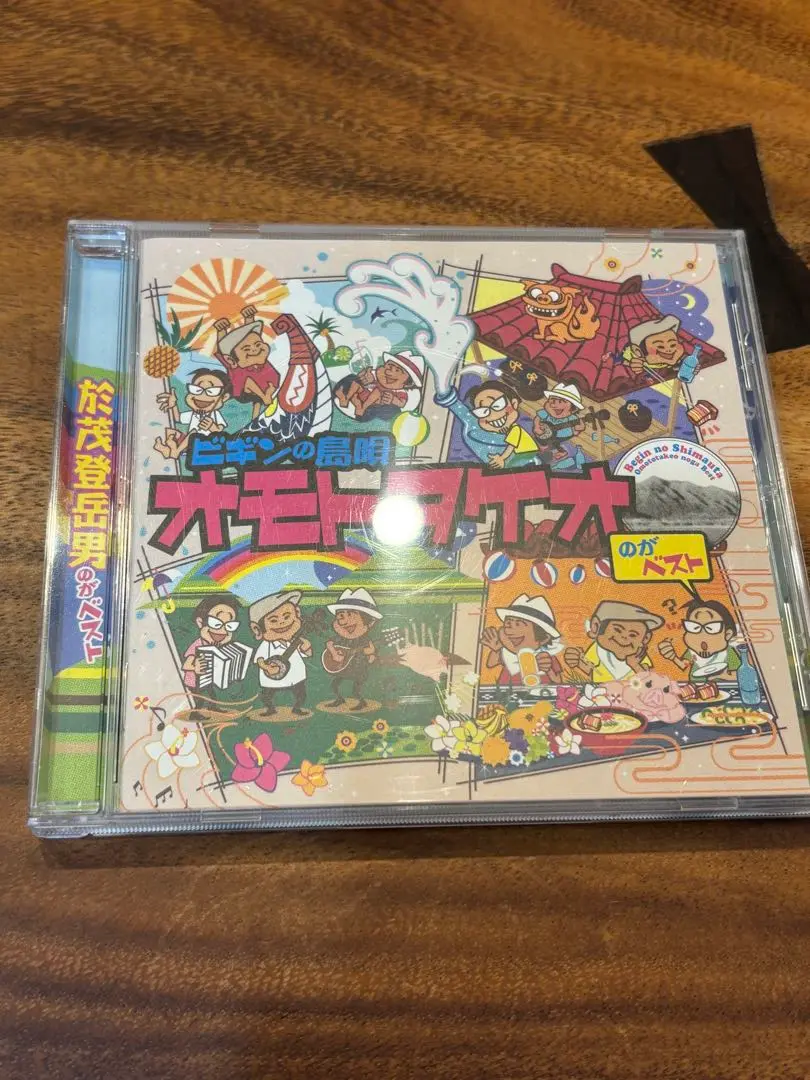 於茂登岳男のがベスト
ビギンの島唄
オモトタケオ
のが
ベスト
Begin no Shimauta
Omototakeo noga Best